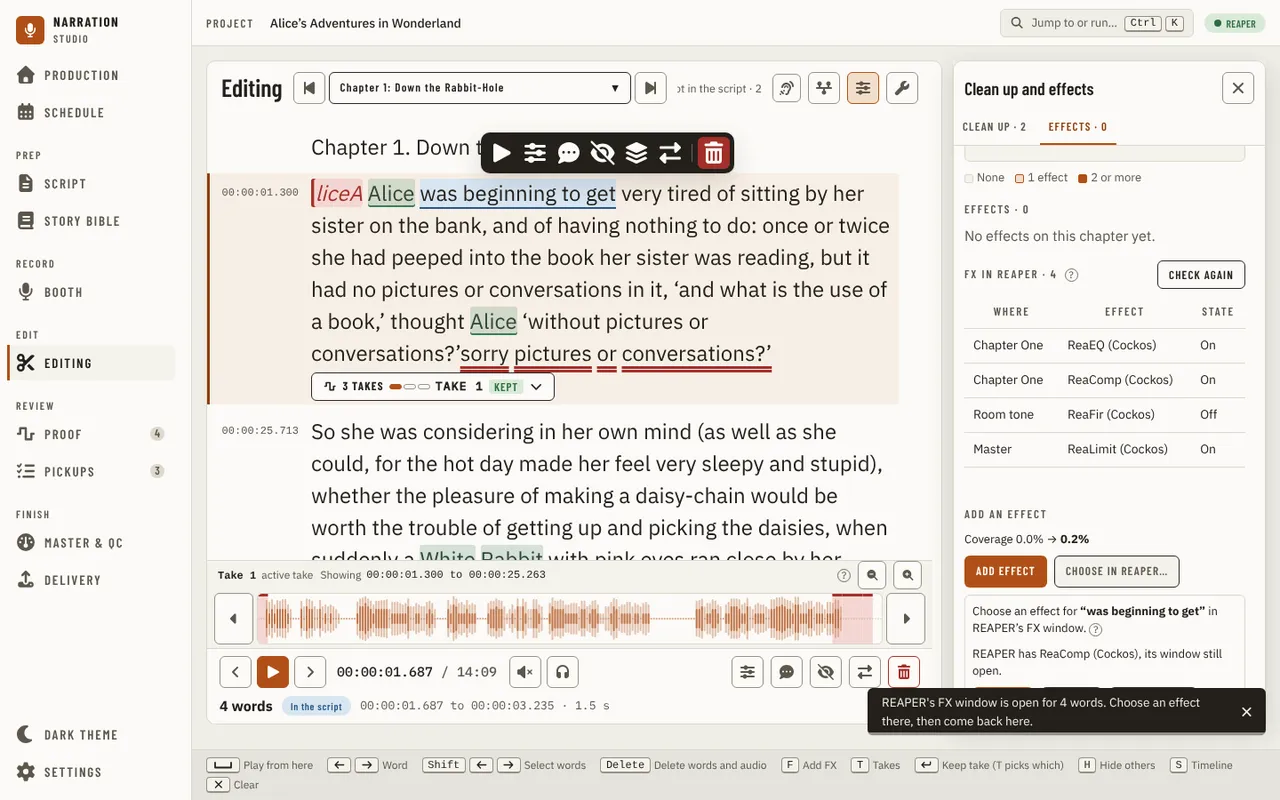 NARRATION
STUDIO
PRODUCTION
SCHEDULE
PREP
SCRIPT
STORY BIBLE
RECORD
BOOTH
EDIT
EDITING
REVIEW
PROOF 4
PICKUPS 3
FINISH
MASTER & QC
DELIVERY
DARK THEME
SETTINGS
PROJECT Alice’s Adventures in Wonderland
Jump to or run... Ctrl K
REAPER
Editing
Chapter 1: Down the Rabbit-Hole
in the script · 2
Chapter 1. Down
00:00:01.300
liceA Alice was beginning to get very tired of sitting by her
sister on the bank, and of having nothing to do: once or twice
she had peeped into the book her sister was reading, but it
had no pictures or conversations in it, ‘and what is the use of
a book,’ thought Alice ‘without pictures or
conversations?’sorry pictures or conversations?’
3 TAKES TAKE 1 KEPT
00:00:25.713
So she was considering in her own mind (as well as she
could, for the hot day made her feel very sleepy and stupid),
whether the pleasure of making a daisy-chain would be
worth the trouble of getting up and picking the daisies, when
suddenly a White Rabbit with pink eyes ran close by her
Take 1 active take Showing 00:00:01.300 to 00:00:25.263
00:00:01.687 / 14:09
4 words In the script 00:00:01.687 to 00:00:03.235 · 1.5 s
Clean up and effects
CLEAN UP · 2 EFFECTS · 0
None 1 effect 2 or more
EFFECTS · 0
No effects on this chapter yet.
FX IN REAPER · 4 ? CHECK AGAIN
WHERE EFFECT STATE
Chapter One ReaEQ (Cockos) On
Chapter One ReaComp (Cockos) On
Room tone ReaFir (Cockos) Off
Master ReaLimit (Cockos) On
ADD AN EFFECT
Coverage 0.0% → 0.2%
ADD EFFECT CHOOSE IN REAPER...
Choose an effect for “was beginning to get” in
REAPER’s FX window. ?
REAPER has ReaComp (Cockos), its window still
open.
REAPER’s FX window is open for 4 words. Choose an effect
there, then come back here.
Play from here ← → Word Shift ← → Select words Delete Delete words and audio F Add FX T Takes ↵ Keep take (T picks which) H Hide others S Timeline
✕ Clear